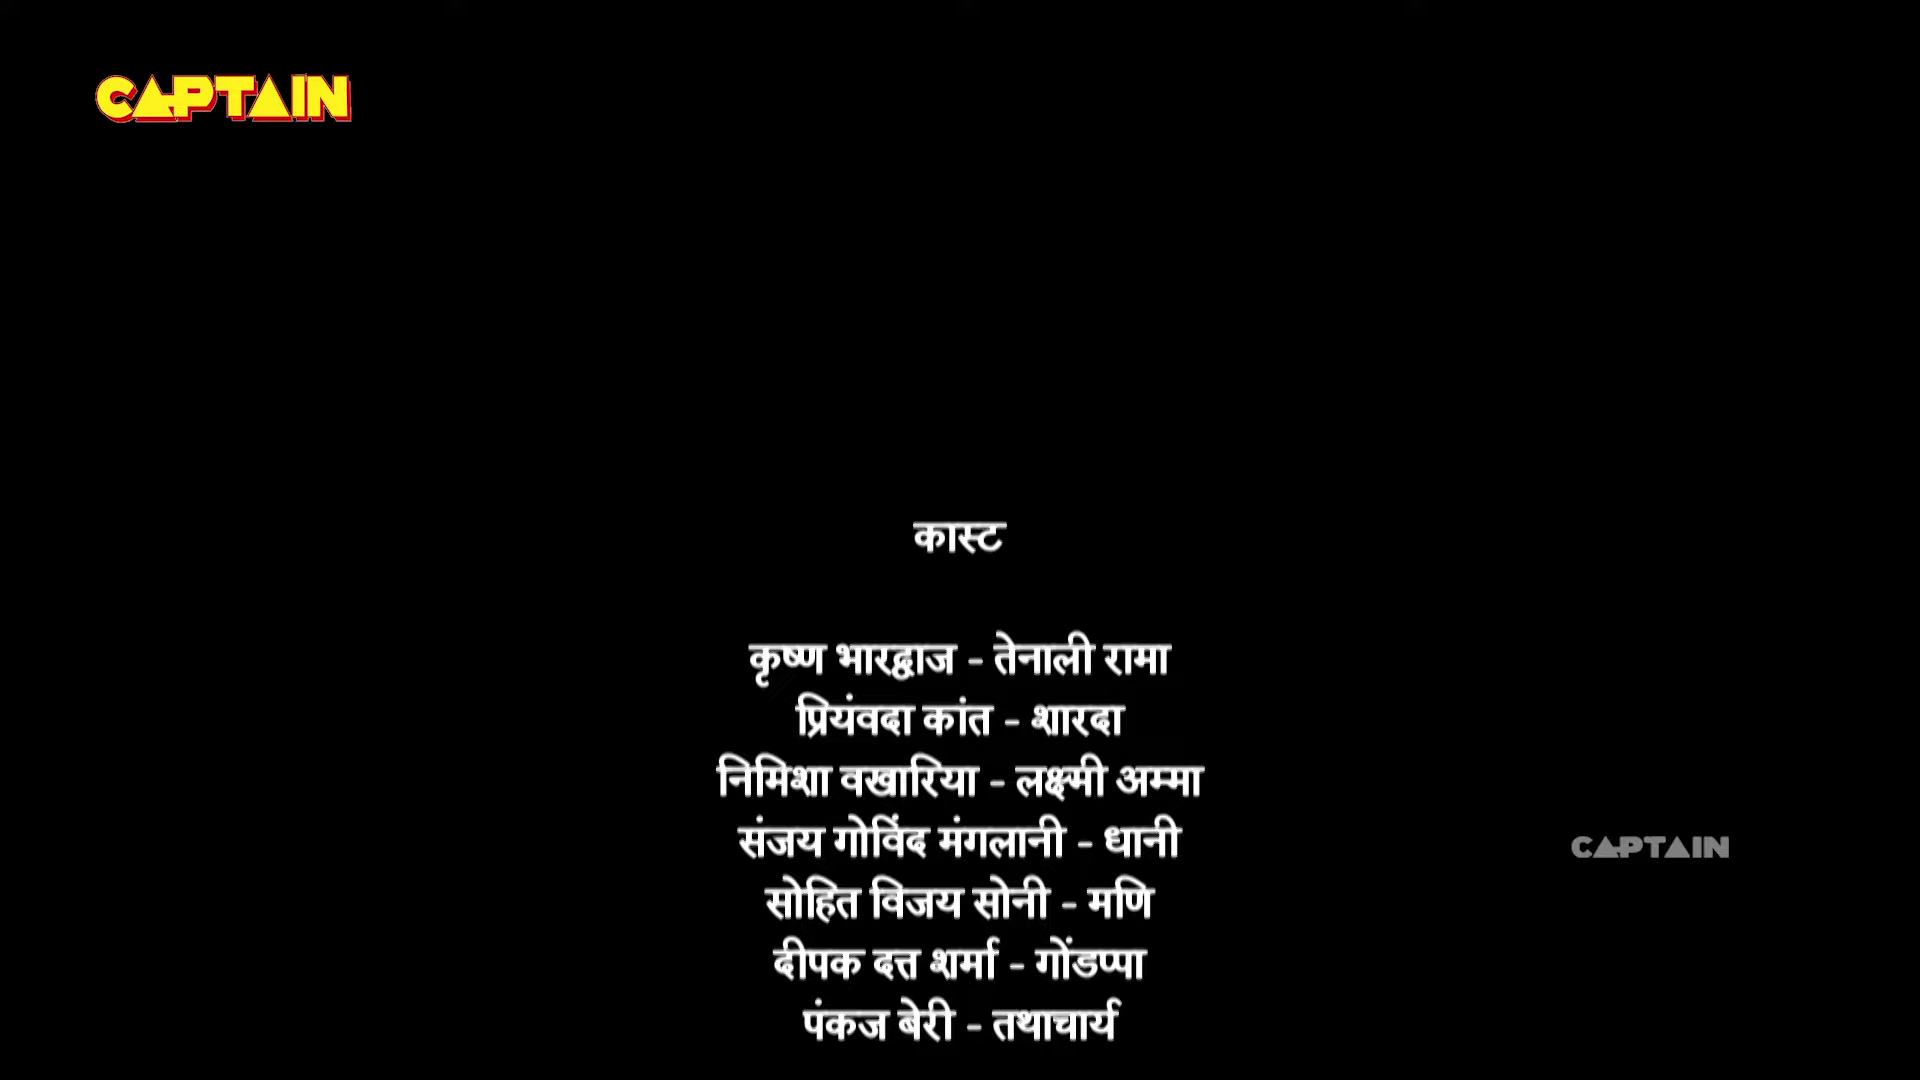 CAPTAIN
कास्ट
कृष्ण भारद्वाज - तेनाली रामा
प्रियंवदा कांत - शारदा
निमिशा वखारिया - लक्ष्मी अम्मा
संजय गोविंद मंगलानी - धानी
CAPTAIN
सोहित विजय सोनी - मणि
दीपक दत्त शर्मा - गोंडप्पा
पंकज बेरी - तथाचार्य